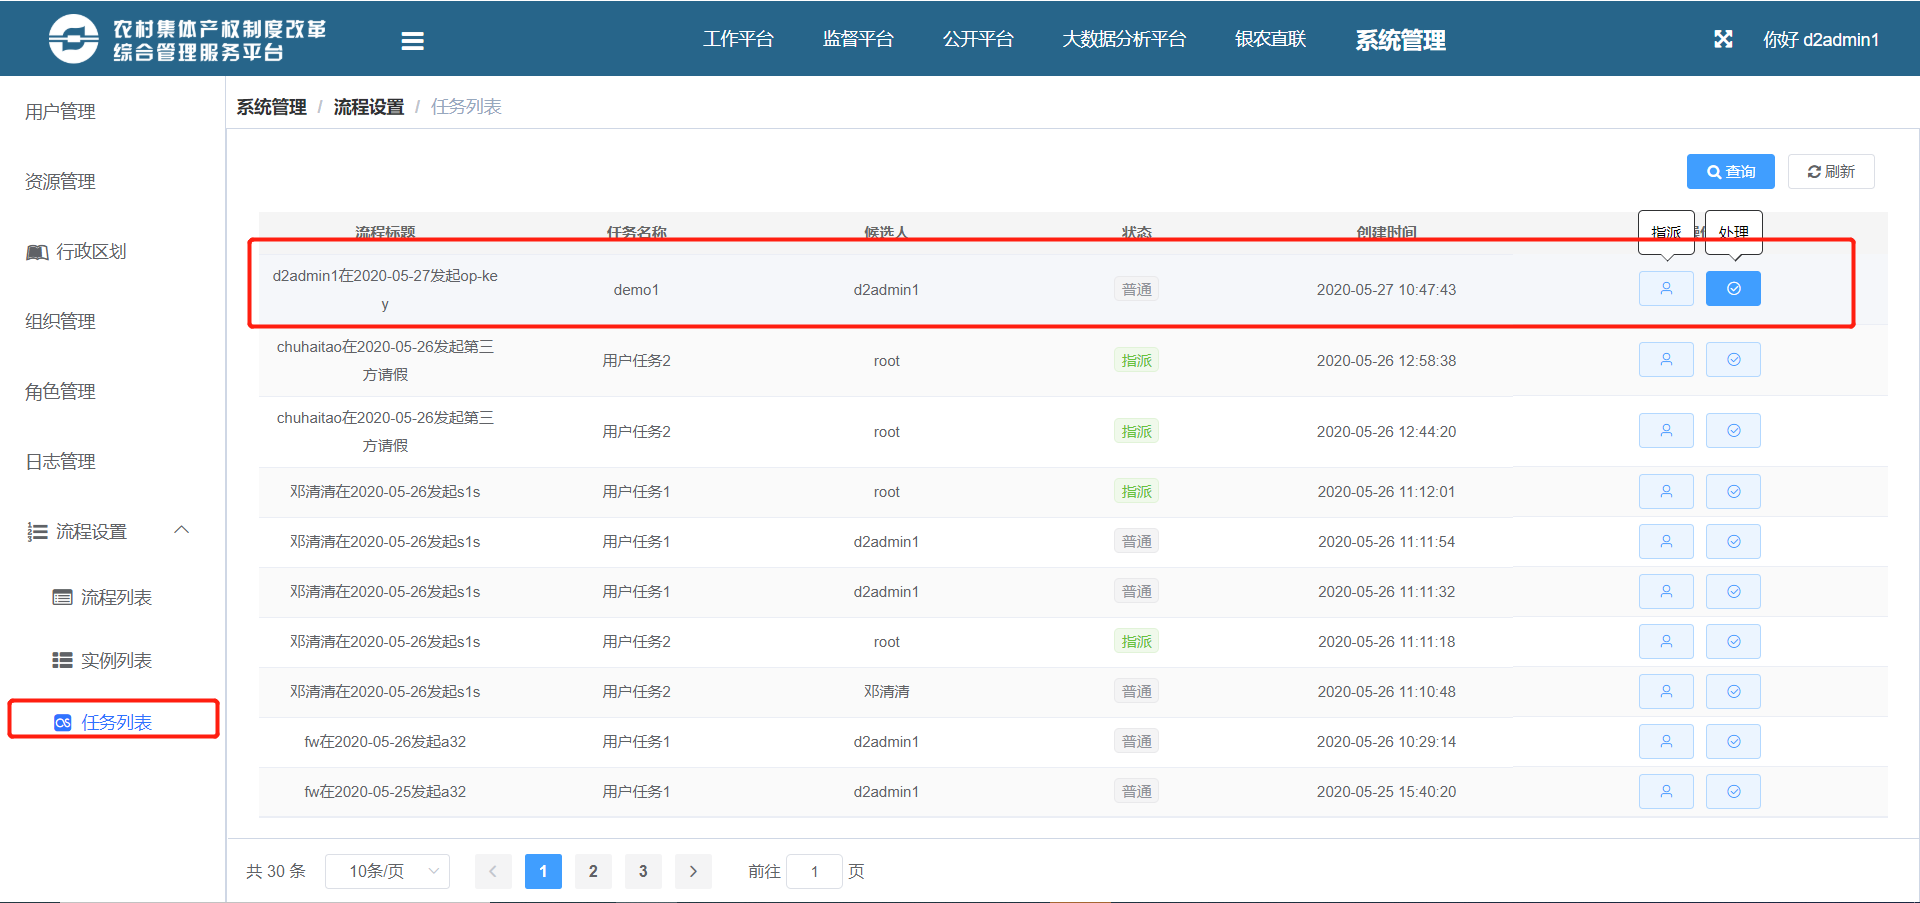 农村集体产权制度改革
综合管理服务平台
工作平台 监督平台 公开平台 大数据分析平台 银农直联 系统管理
你好 d2admin1
用户管理
资源管理
行政区划
组织管理
角色管理
日志管理
流程设置
流程列表
实例列表
任务列表
系统管理 / 流程设置 / 任务列表
查询 刷新
流程标题 任务名称 候选人 状态 创建时间
指派 处理
d2admin1在2020-05-27发起op-ke
y
demo1 d2admin1 普通 2020-05-27 10:47:43
chuhaitao在2020-05-26发起第三
方请假
用户任务2 root 指派 2020-05-26 12:58:38
chuhaitao在2020-05-26发起第三
方请假
用户任务2 root 指派 2020-05-26 12:44:20
邓清清在2020-05-26发起s1s 用户任务1 root 指派 2020-05-26 11:12:01
邓清清在2020-05-26发起s1s 用户任务1 d2admin1 普通 2020-05-26 11:11:54
邓清清在2020-05-26发起s1s 用户任务1 d2admin1 普通 2020-05-26 11:11:32
邓清清在2020-05-26发起s1s 用户任务2 root 指派 2020-05-26 11:11:18
邓清清在2020-05-26发起s1s 用户任务2 邓清清 普通 2020-05-26 11:10:48
fw在2020-05-26发起a32 用户任务1 d2admin1 普通 2020-05-26 10:29:14
fw在2020-05-25发起a32 用户任务1 d2admin1 普通 2020-05-25 15:40:20
共 30 条 10条/页 1 2 3 前往 1 页